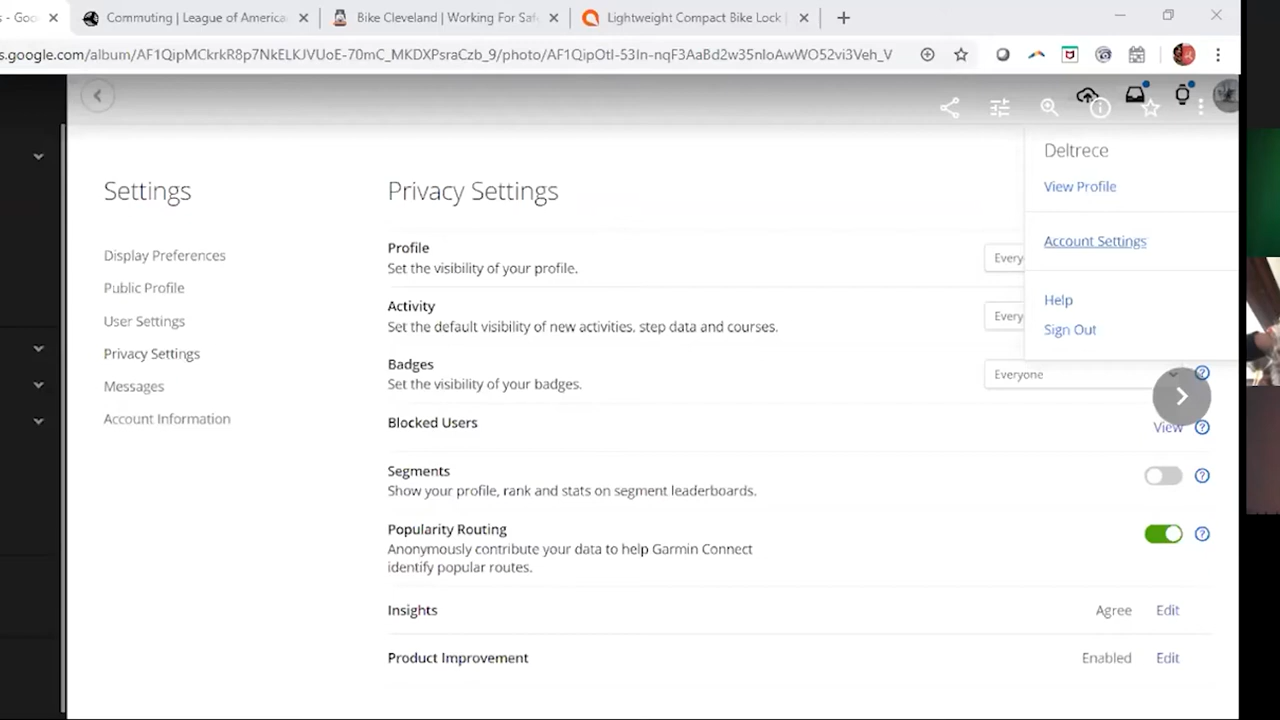 s - Goo
Commuting | League of America
Bike Cleveland | Working For Safe
Lightweight Compact Bike Lock |
s.google.com/album/AF1QipMCkrkR8p7NkELKJVUoE-70mC_MKDXPsraCzb_9/photo/AF1QipOtI-53In-nqF3AaBd2w35nloAwWO52vi3Veh_V
Deltrece
View Profile
Account Settings
Help
Sign Out
Settings
Display Preferences
Public Profile
User Settings
Privacy Settings
Messages
Account Information
Privacy Settings
Profile
Set the visibility of your profile.
Every
Activity
Set the default visibility of new activities, step data and courses.
Every
Badges
Set the visibility of your badges.
Everyone
Blocked Users
View
Segments
Show your profile, rank and stats on segment leaderboards.
Popularity Routing
Anonymously contribute your data to help Garmin Connect
identify popular routes.
Insights
Agree Edit
Product Improvement
Enabled Edit